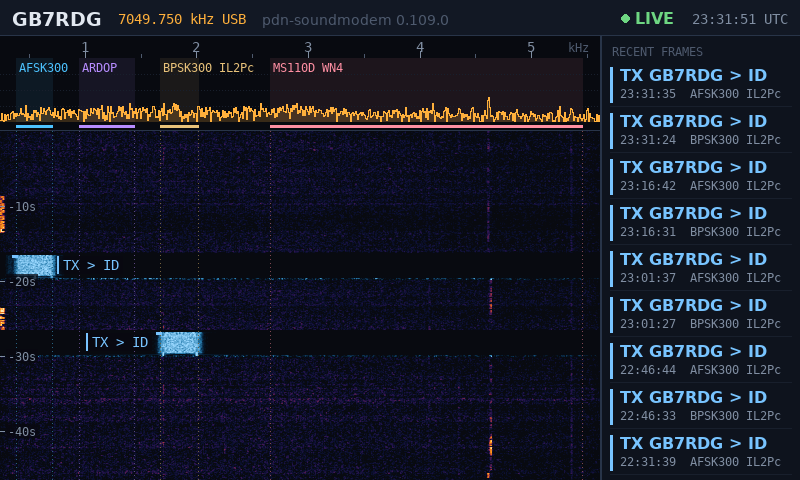 GB7RDG 7049.750 kHz USB pdn-soundmodem 0.109.0 LIVE 23:31:51 UTC
1 2 3 4 5 kHz
AFSK300 ARDOP BPSK300 IL2Pc MS110D WN4
-10s
TX > ID
-20s
TX > ID
-30s
-40s
RECENT FRAMES
TX GB7RDG > ID
23:31:35 AFSK300 IL2Pc
TX GB7RDG > ID
23:31:24 BPSK300 IL2Pc
TX GB7RDG > ID
23:16:42 AFSK300 IL2Pc
TX GB7RDG > ID
23:16:31 BPSK300 IL2Pc
TX GB7RDG > ID
23:01:37 AFSK300 IL2Pc
TX GB7RDG > ID
23:01:27 BPSK300 IL2Pc
TX GB7RDG > ID
22:46:44 AFSK300 IL2Pc
TX GB7RDG > ID
22:46:33 BPSK300 IL2Pc
TX GB7RDG > ID
22:31:39 AFSK300 IL2Pc